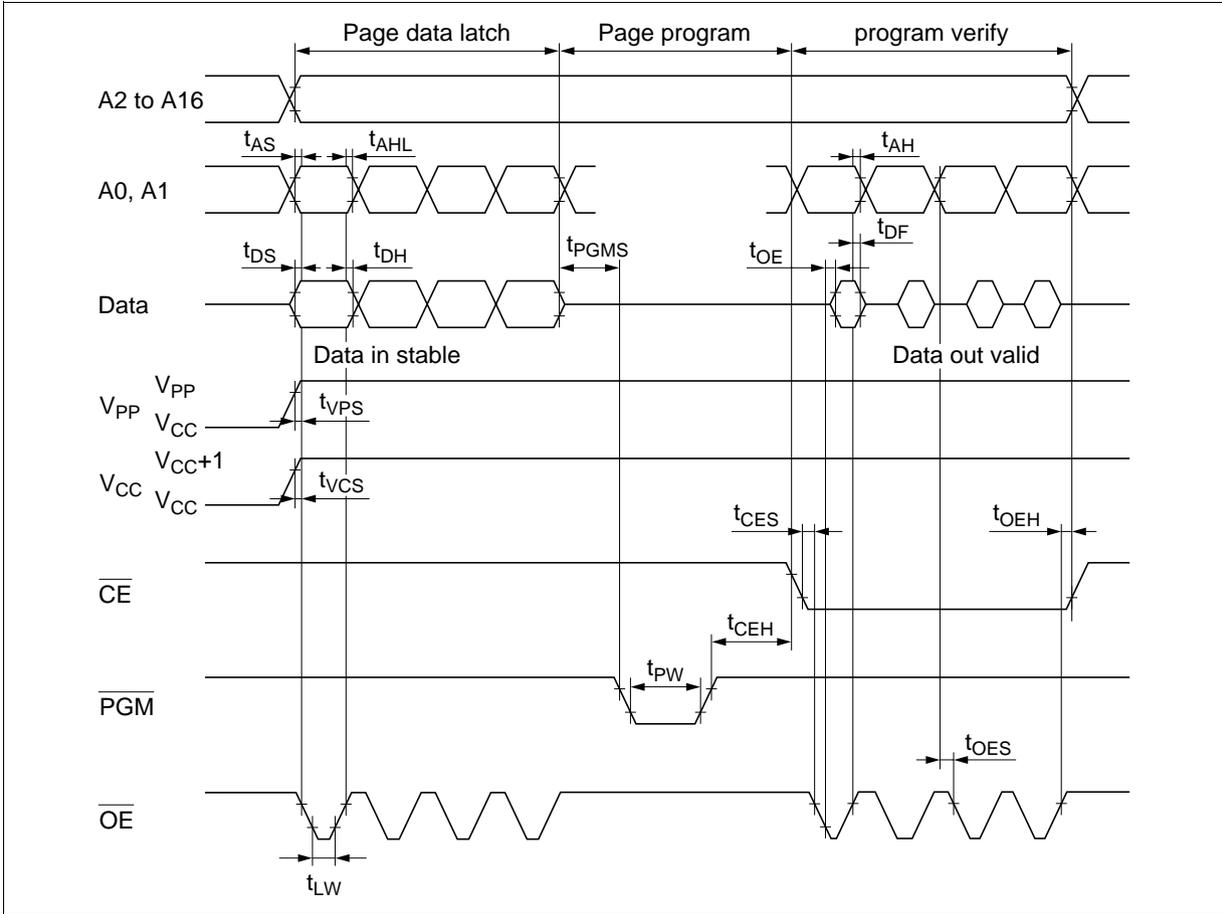 Page data latch Page program program verify
A2 to A16
tAS tAHL tAH
A0, A1
tDS tDH tPGMS tOE tDF
Data
Data in stable Data out valid
VPP
VPP tVPS
VCC
VCC+1
VCC tVCS
VCC
tCES tOEH
CE
tCEH
tPW
PGM
tOES
OE
tLW